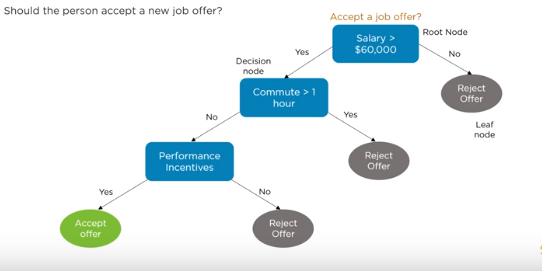 Should the person accept a new job offer?
Accept a job offer?
Salary >
$60,000
Root Node
Yes
No
Decision
node
Commute > 1
hour
Reject
Offer
Leaf
node
No
Yes
Performance
Incentives
Reject
Offer
Yes
No
Accept
offer
Reject
Offer